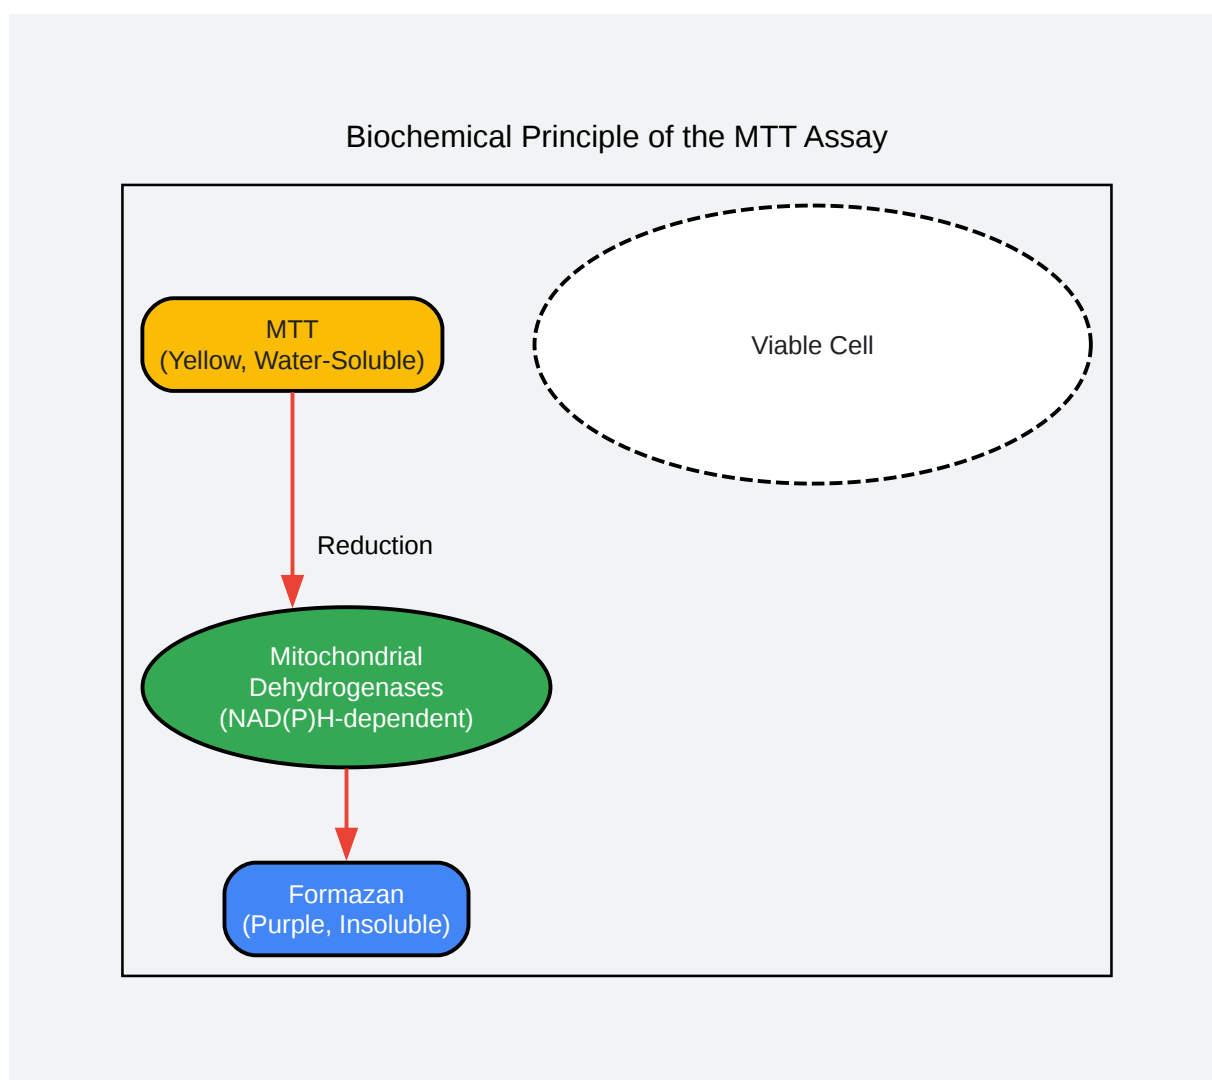 Biochemical Principle of the MTT Assay
MTT
(Yellow, Water-Soluble)
Viable Cell
Reduction
Mitochondrial
Dehydrogenases
(NAD(P)H-dependent)
Formazan
(Purple, Insoluble)